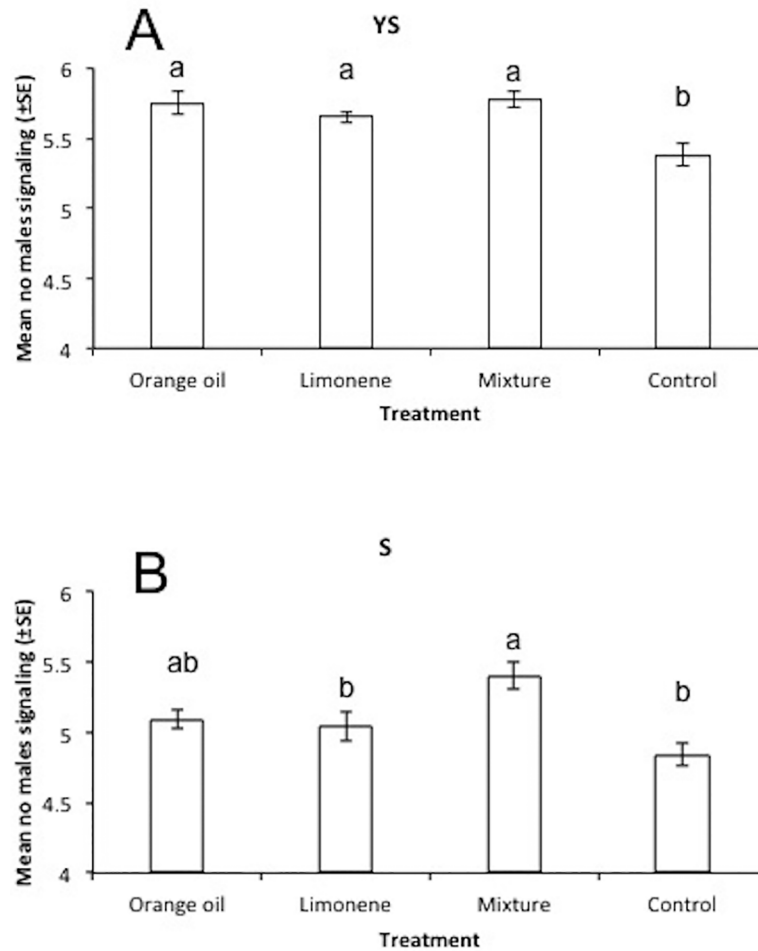 A
YS
Mean no males signaling (±SE)
6
5.5
5
4.5
4
a
a
a
b
Orange oil
Limonene
Mixture
Control
Treatment
B
S
Mean no males signaling (±SE)
6
5.5
5
4.5
4
ab
b
a
b
Orange oil
Limonene
Mixture
Control
Treatment